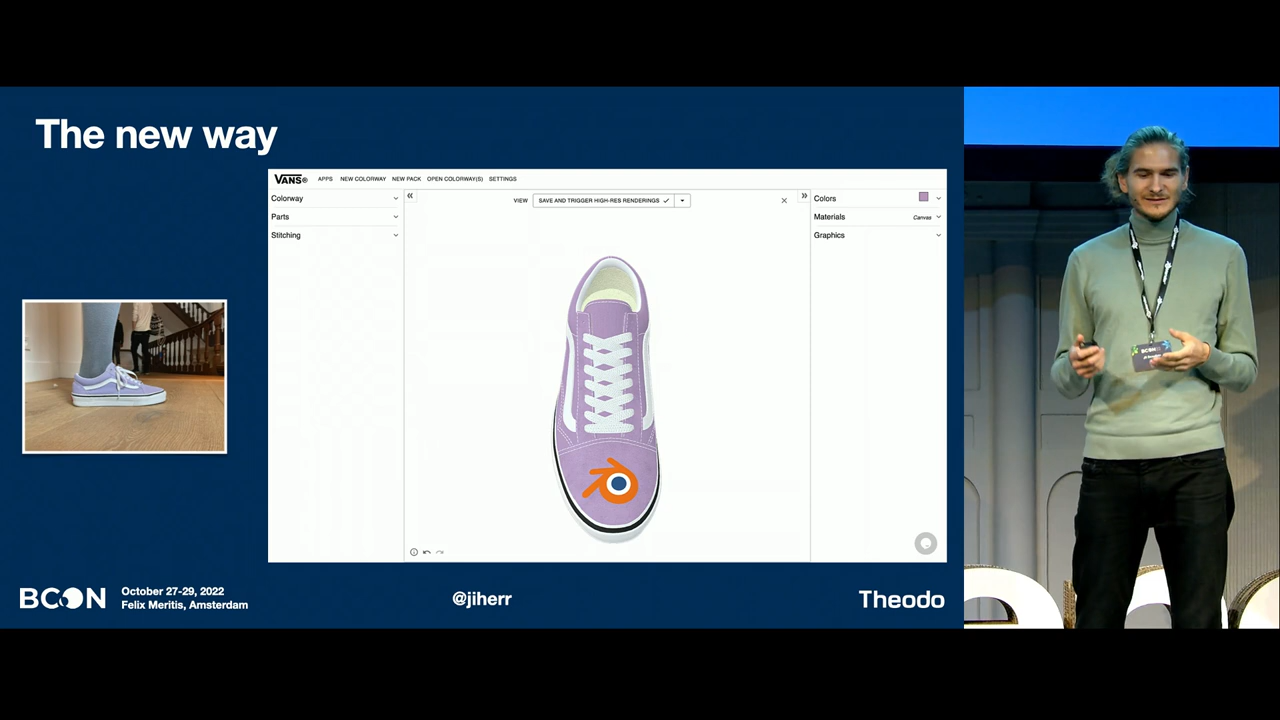 The new way
VANS®
APPS
NEW COLORWAY
NEW PACK
OPEN COLORWAY(S)
SETTINGS
Colorway
Parts
Stitching
VIEW
SAVE AND TRIGGER HIGH-RES RENDERINGS
Colors
Materials
Canvas
Graphics
BCON
October 27-29, 2022
Felix Meritis, Amsterdam
@jiherr
Theodo
BCON